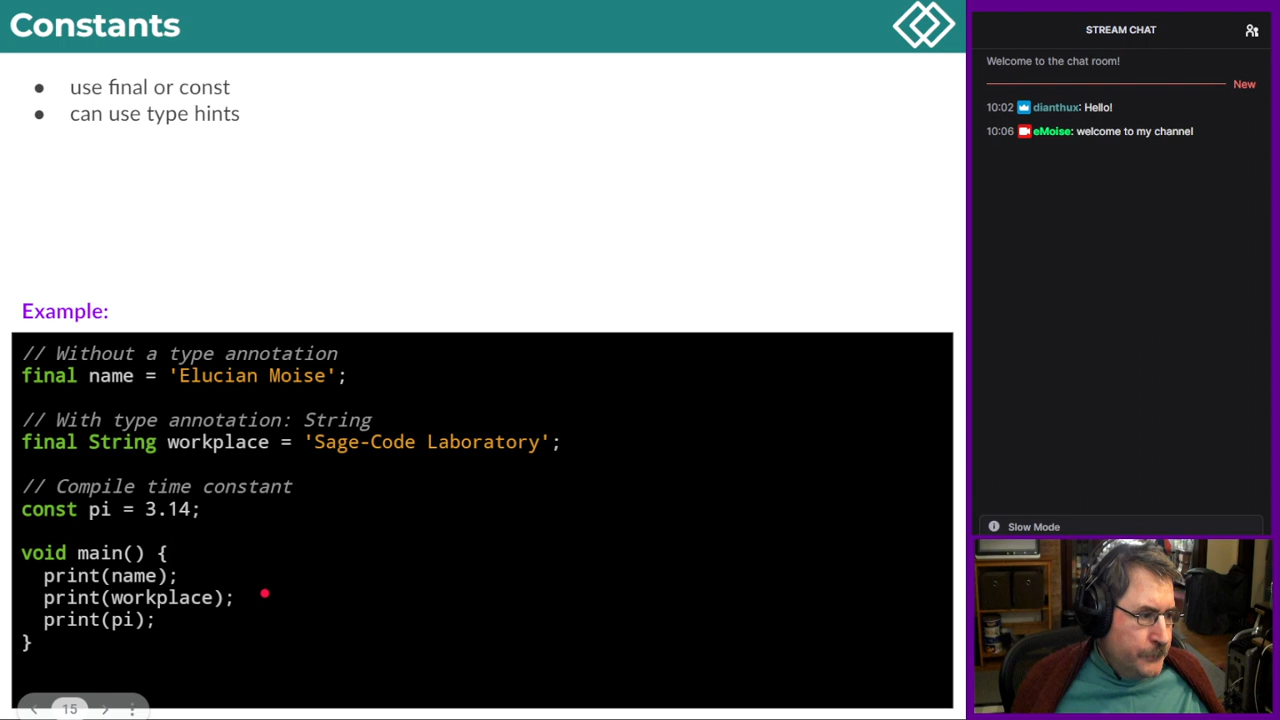 Constants
● use final or const
● can use type hints
Example:
// Without a type annotation
final name = 'Elucian Moise';
// With type annotation: String
final String workplace = 'Sage-Code Laboratory';
// Compile time constant
const pi = 3.14;
void main() {
print(name);
print(workplace);
print(pi);
}
15
STREAM CHAT
Welcome to the chat room!
New
10:02 dianthux: Hello!
10:06 eMoise: welcome to my channel
Slow Mode